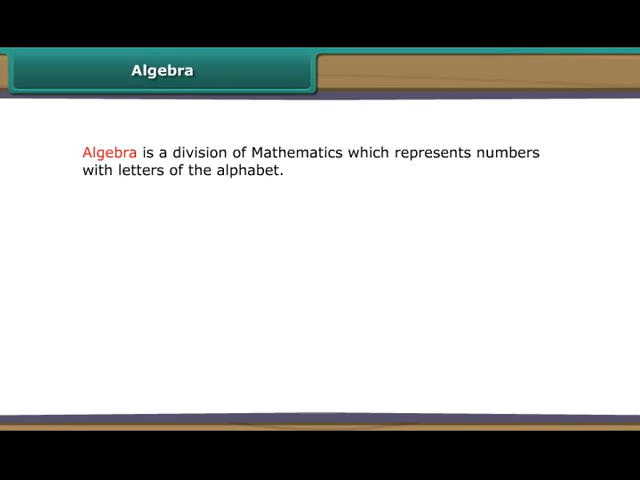 Algebra
Algebra is a division of Mathematics which represents numbers
with letters of the alphabet.